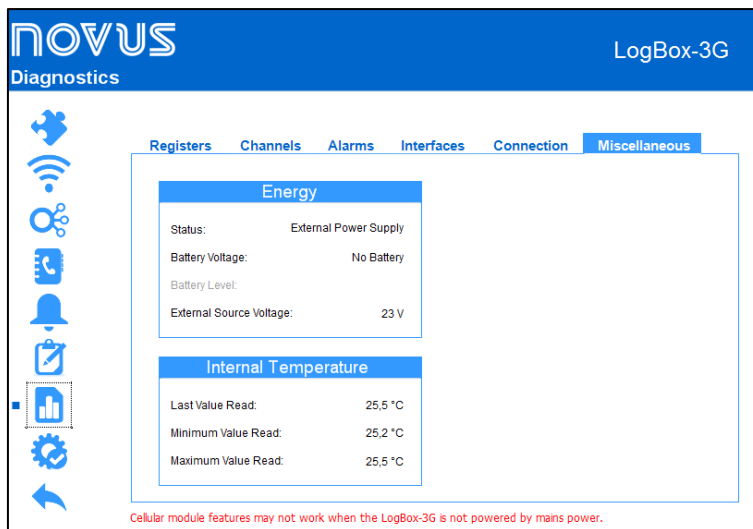 NOVUS
LogBox-3G
Diagnostics
Registers Channels Alarms Interfaces Connection Miscellaneous
Energy
Status: External Power Supply
Battery Voltage: No Battery
Battery Level:
External Source Voltage: 23 V
Internal Temperature
Last Value Read: 25,5 °C
Minimum Value Read: 25,2 °C
Maximum Value Read: 25,5 °C
Cellular module features may not work when the LogBox-3G is not powered by mains power.